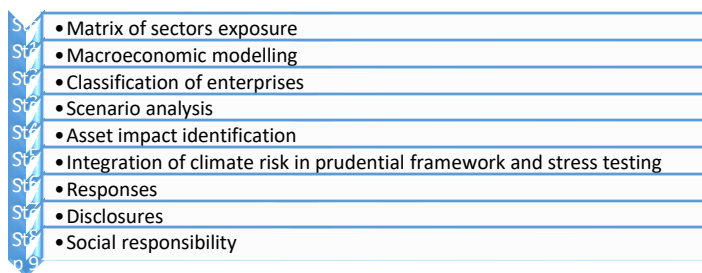 • Matrix of sectors exposure
• Macroeconomic modelling
• Classification of enterprises
• Scenario analysis
• Asset impact identification
• Integration of climate risk in prudential framework and stress testing
• Responses
• Disclosures
• Social responsibility